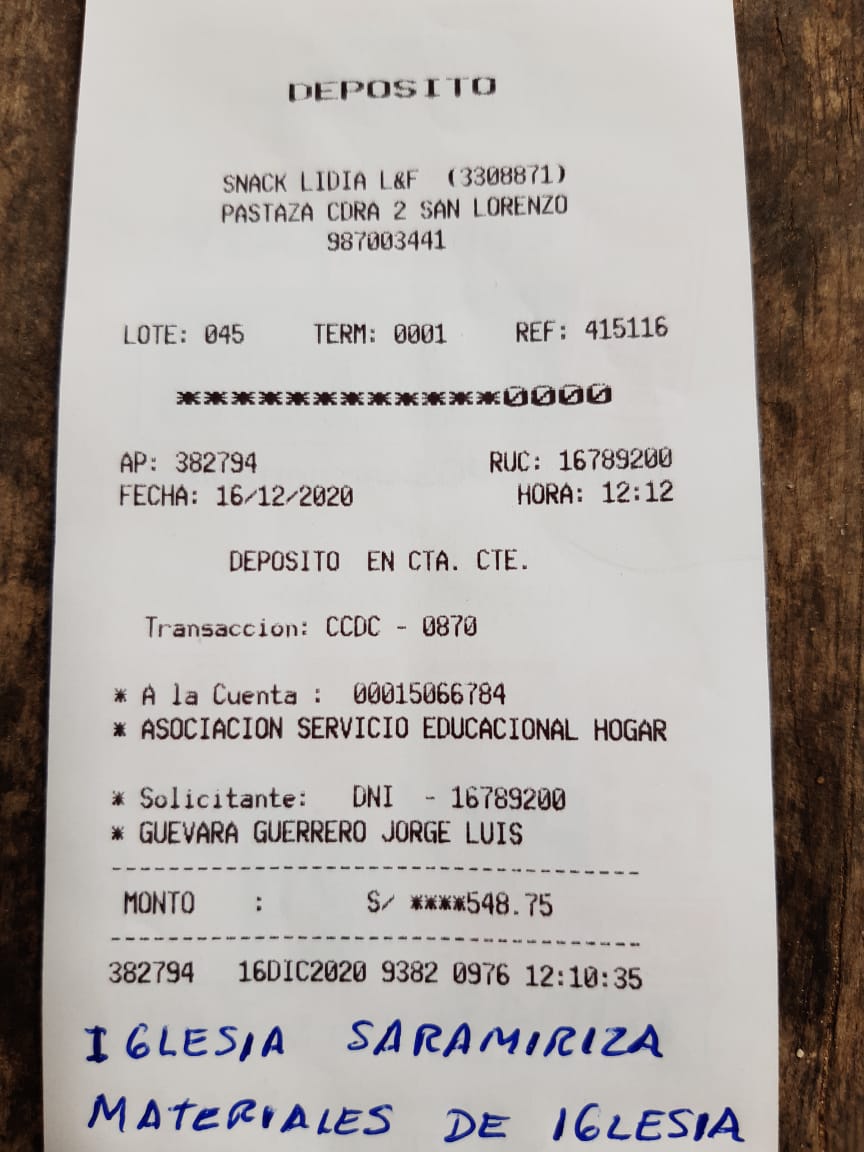 DEPOSITO
SNACK LIDIA L&F (3308871)
PASTAZA CDRA 2 SAN LORENZO
987003441
LOTE: 045 TERM: 0001 REF: 415116
************0000
AP: 382794 RUC: 16789200
FECHA: 16/12/2020 HORA: 12:12
DEPOSITO EN CTA. CTE.
Transaccion: CCDC - 0870
* A la Cuenta : 00015066784
* ASOCIACION SERVICIO EDUCACIONAL HOGAR
* Solicitante: DNI - 16789200
* GUEVARA GUERRERO JORGE LUIS
MONTO : S/ ****548.75
382794 16DIC2020 9382 0976 12:10:35
IGLESIA SARAMIRIZA
MATERIALES DE IGLESIA